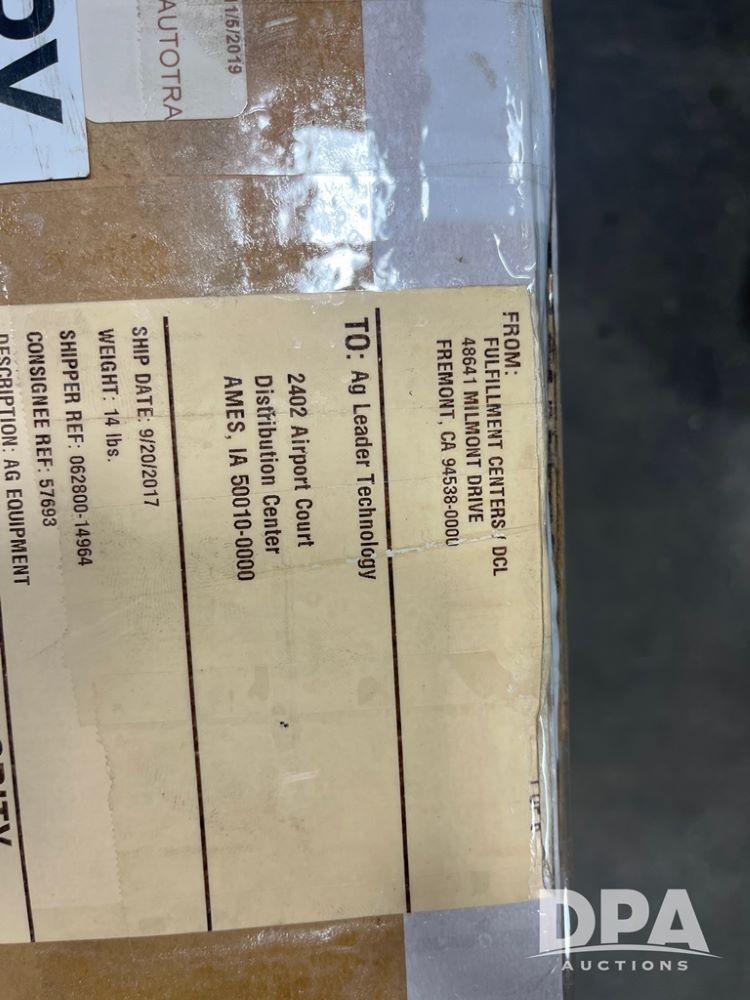 11/5/2019
AUTOTRA
FROM:
FULFILLMENT CENTERS / DCL
48641 MILMONT DRIVE
FREMONT, CA 94538-0000
TO: Ag Leader Technology
2402 Airport Court
Distribution Center
AMES, IA 50010-0000
SHIP DATE: 9/20/2017
WEIGHT: 14 lbs.
SHIPPER REF: 062800-14964
CONSIGNEE REF: 57693
DESCRIPTION: AG EQUIPMENT
DPA
AUCTIONS